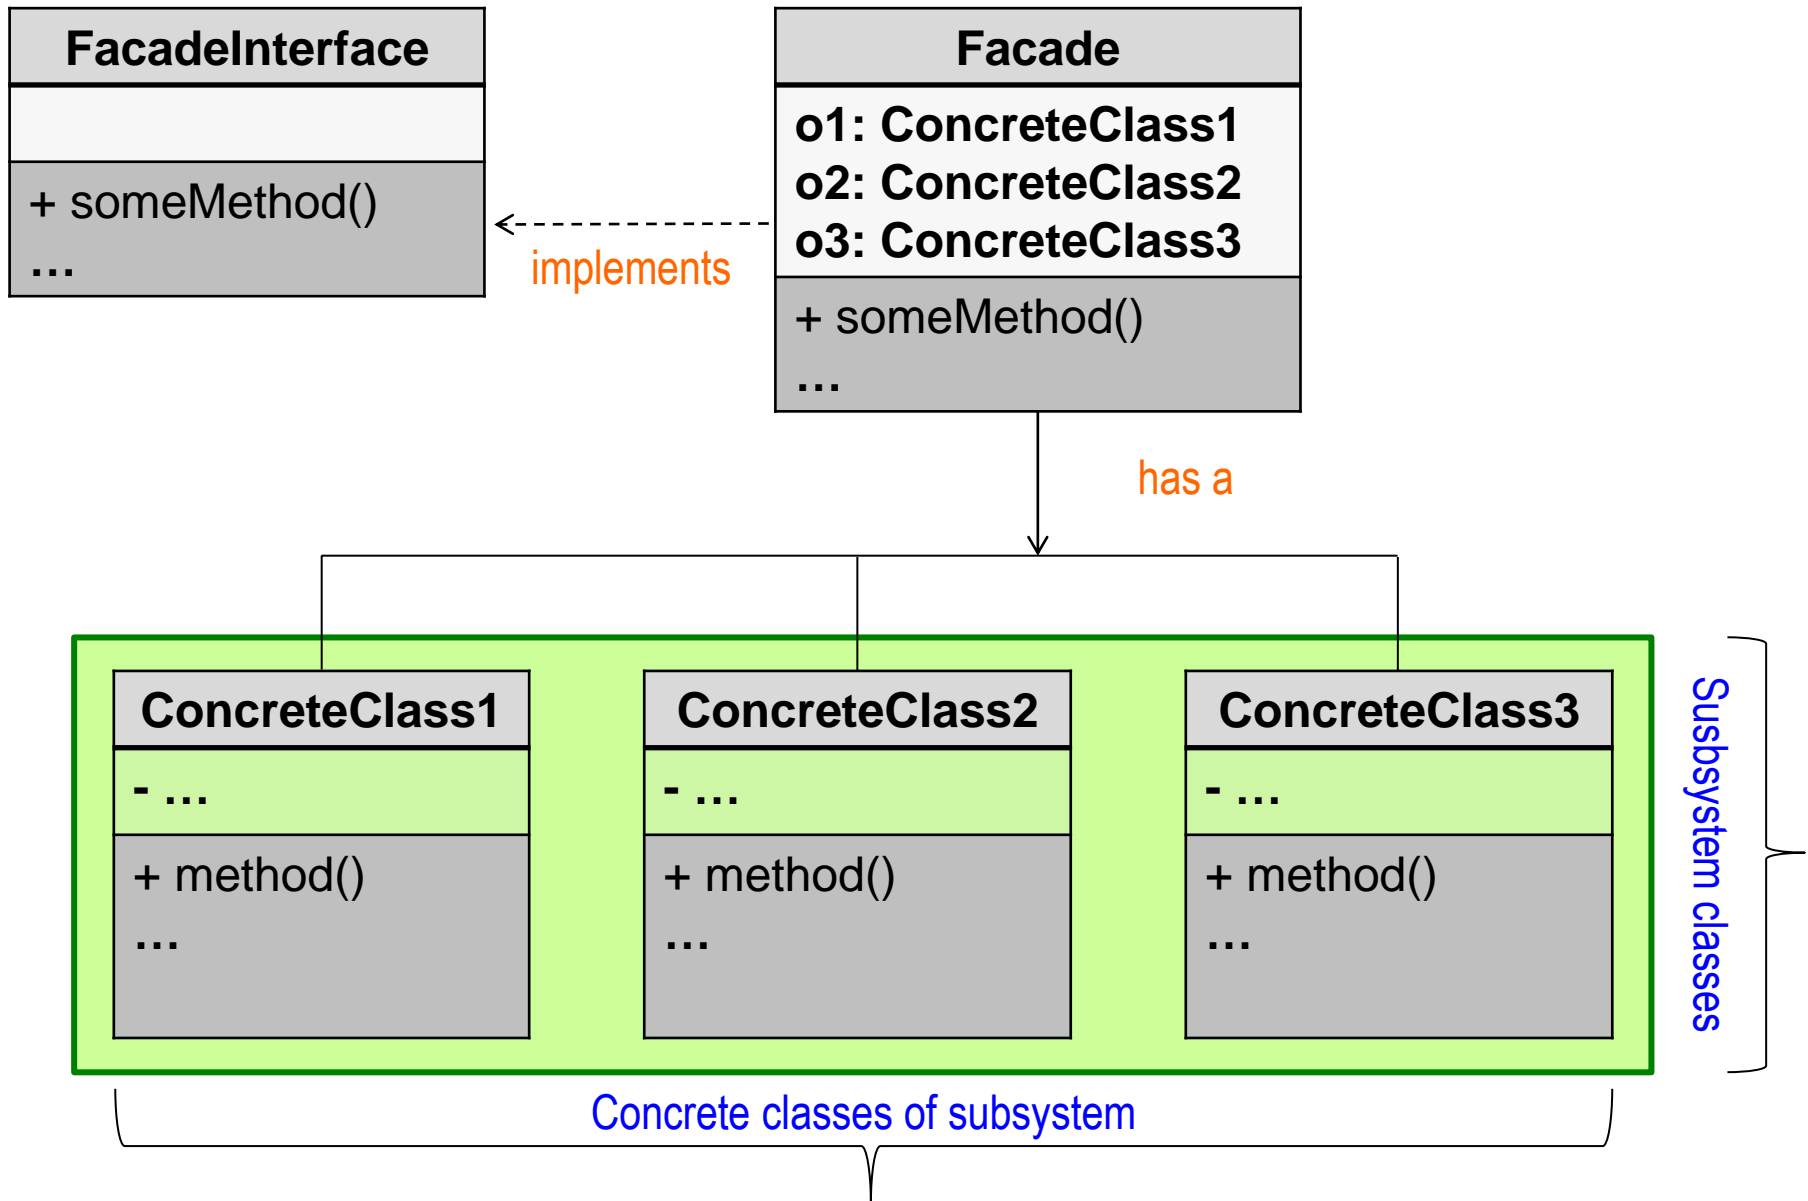 FacadeInterface
+ someMethod()
...
Facade
o1: ConcreteClass1
o2: ConcreteClass2
o3: ConcreteClass3
+ someMethod()
...
implements
has a
ConcreteClass1
- ...
+ method()
...
ConcreteClass2
- ...
+ method()
...
ConcreteClass3
- ...
+ method()
...
Susbsystem classes
Concrete classes of subsystem